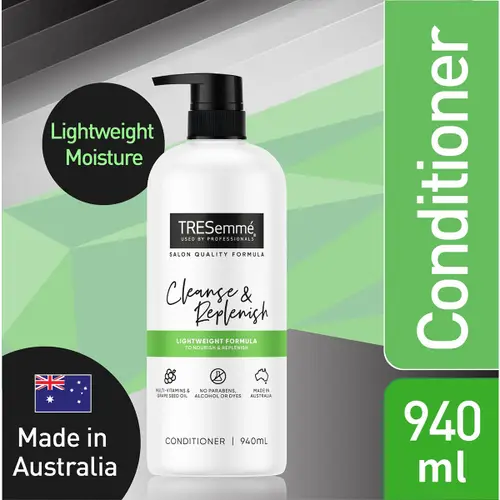 Lightweight
Moisture
TRESemmé®
USED BY PROFESSIONALS
SALON QUALITY FORMULA
Cleanse &
Replenish
LIGHTWEIGHT FORMULA
TO NOURISH & REPLENISH
MULTI-VITAMINS &
GRAPE SEED OIL
NO PARABENS,
ALCOHOL OR DYES
MADE IN
AUSTRALIA
CONDITIONER | 940mL
Made in
Australia
Conditioner
940
ml